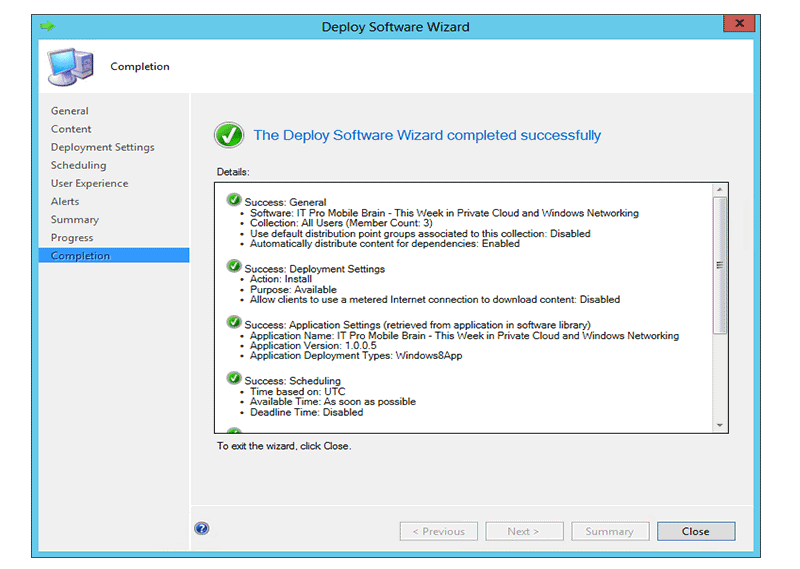 Deploy Software Wizard
Completion
General
Content
Deployment Settings
Scheduling
User Experience
Alerts
Summary
Progress
Completion
The Deploy Software Wizard completed successfully
Details:
Success: General
• Software: IT Pro Mobile Brain - This Week in Private Cloud and Windows Networking
• Collection: All Users (Member Count: 3)
• Use default distribution point groups associated to this collection: Disabled
• Automatically distribute content for dependencies: Enabled
Success: Deployment Settings
• Action: Install
• Purpose: Available
• Allow clients to use a metered Internet connection to download content: Disabled
Success: Application Settings (retrieved from application in software library)
• Application Name: IT Pro Mobile Brain - This Week in Private Cloud and Windows Networking
• Application Version: 1.0.0.5
• Application Deployment Types: Windows8App
Success: Scheduling
• Time based on: UTC
• Available Time: As soon as possible
• Deadline Time: Disabled
To exit the wizard, click Close.
< Previous
Next >
Summary
Close